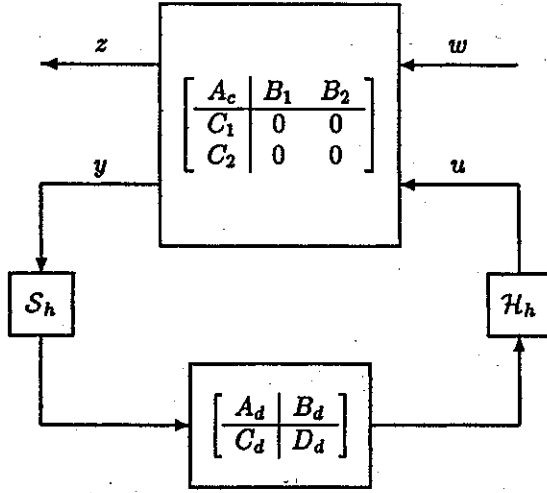 z
w
A_c B_1 B_2
C_1 0 0
C_2 0 0
y
u
S_h
H_h
A_d B_d
C_d D_d